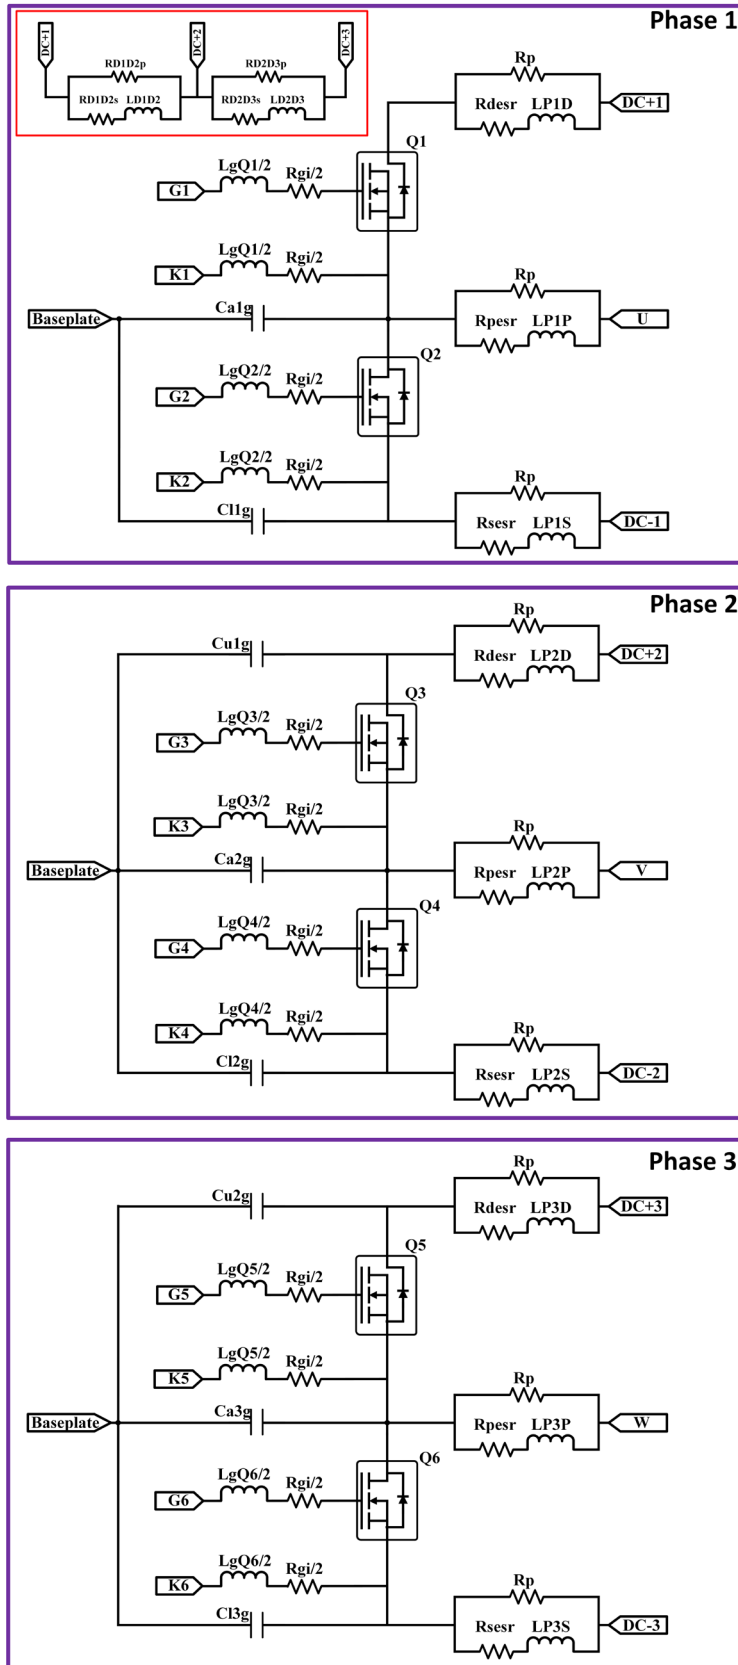 Phase 1
DC+1
DC+2
DC+3
RD1D2p
RD2D3p
RD1D2s LD1D2
RD2D3s LD2D3
Rp
Rdesr LP1D
DC+1
Q1
LgQ1/2
Rgi/2
G1
LgQ1/2
Rgi/2
K1
Rp
Ca1g
Baseplate
Rpesr LP1P
U
Q2
LgQ2/2
Rgi/2
G2
LgQ2/2
Rgi/2
K2
Rp
Cl1g
Rsesr LP1S
DC-1
Phase 2
Rp
Cu1g
Rdesr LP2D
DC+2
Q3
LgQ3/2
Rgi/2
G3
LgQ3/2
Rgi/2
K3
Rp
Ca2g
Baseplate
Rpesr LP2P
V
Q4
LgQ4/2
Rgi/2
G4
LgQ4/2
Rgi/2
K4
Rp
Cl2g
Rsesr LP2S
DC-2
Phase 3
Rp
Cu2g
Rdesr LP3D
DC+3
Q5
LgQ5/2
Rgi/2
G5
LgQ5/2
Rgi/2
K5
Rp
Ca3g
Baseplate
Rpesr LP3P
W
Q6
LgQ6/2
Rgi/2
G6
LgQ6/2
Rgi/2
K6
Rp
Cl3g
Rsesr LP3S
DC-3